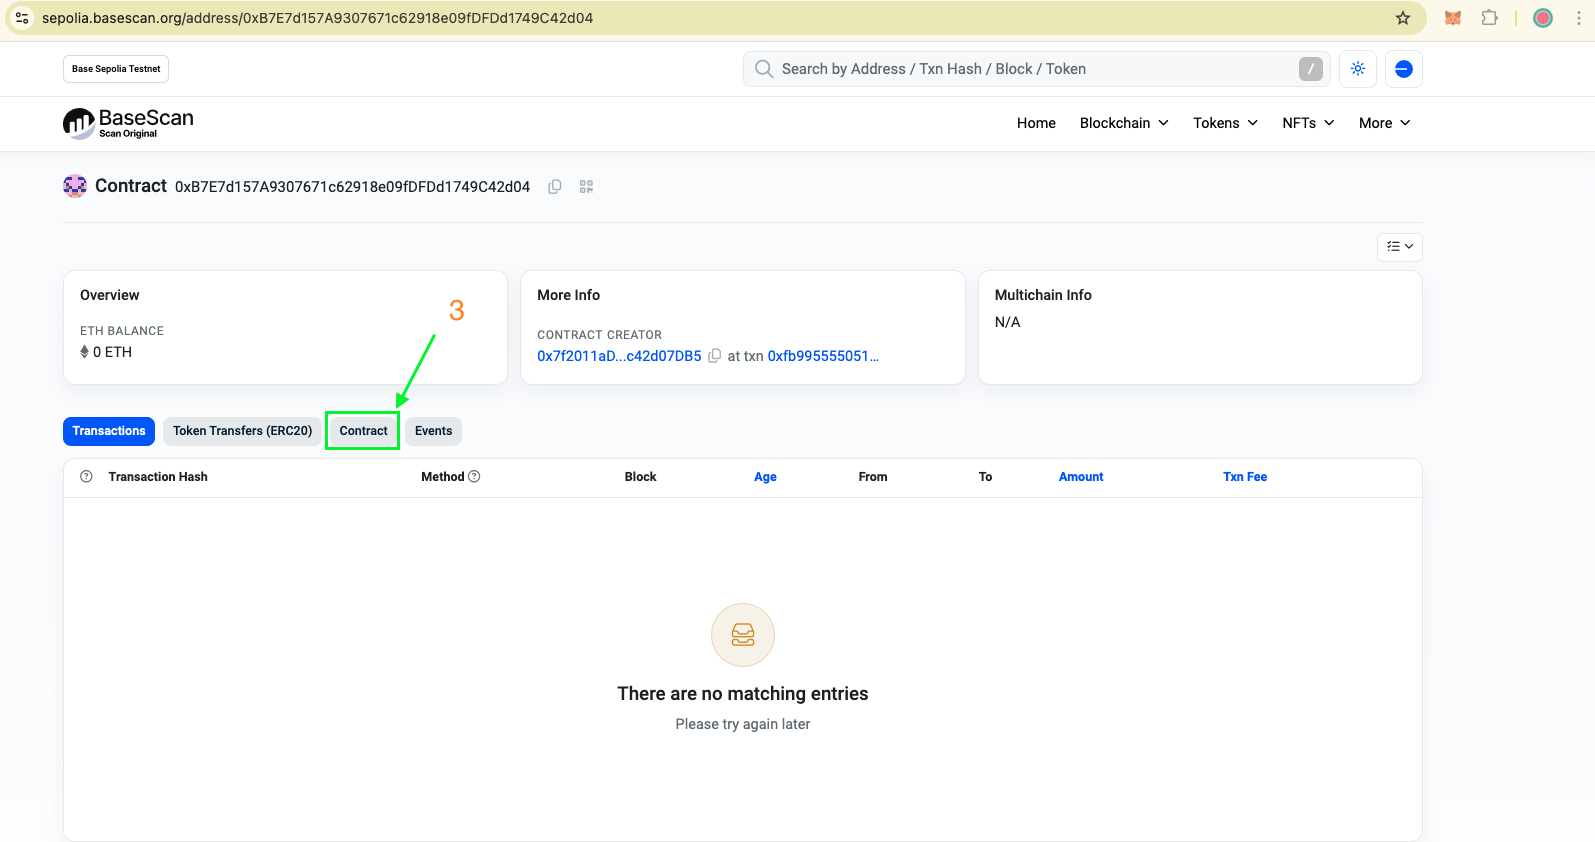 sepolia.basescan.org/address/0xB7E7d157A9307671c62918e09fDFDd1749C42d04
Base Sepolia Testnet
Search by Address / Txn Hash / Block / Token
/
BaseScan
Scan Original
Home Blockchain Tokens NFTs More
Contract 0xB7E7d157A9307671c62918e09fDFDd1749C42d04
Overview
ETH BALANCE
0 ETH
3
More Info
CONTRACT CREATOR
0x7f2011aD...c42d07DB5 at txn 0xfb995555051...
Multichain Info
N/A
Transactions Token Transfers (ERC20) Contract Events
? Transaction Hash Method ? Block Age From To Amount Txn Fee
There are no matching entries
Please try again later